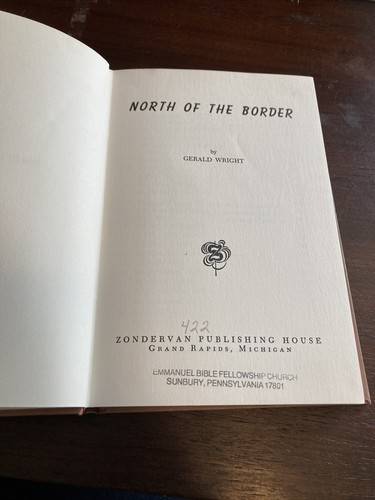 NORTH OF THE BORDER
by
GERALD WRIGHT
Z
422
ZONDERVAN PUBLISHING HOUSE
GRAND RAPIDS, MICHIGAN
EMMANUEL BIBLE FELLOWSHIP CHURCH
SUNBURY, PENNSYLVANIA 17801